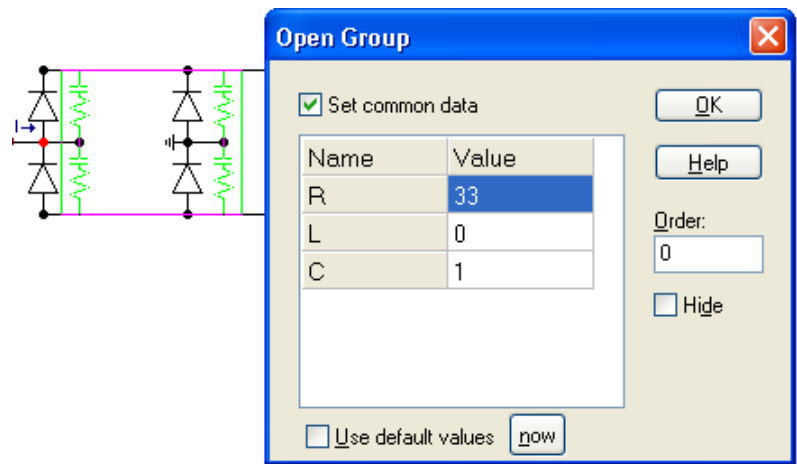 Open Group
Set common data
OK
Name Value
Help
R 33
L 0
Order:
0
C 1
Hide
Use default values now
I→